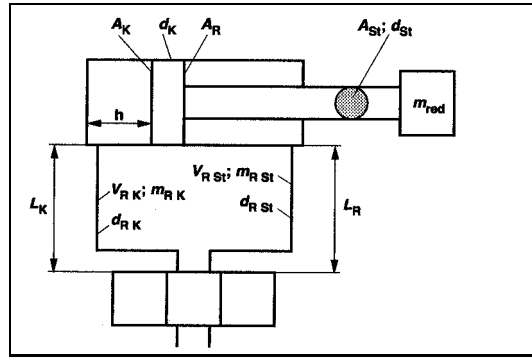 A_K d_K A_R A_St; d_St
m_red
h
V_R St; m_R St
L_K V_R K; m_R K L_R
d_R St
d_R K